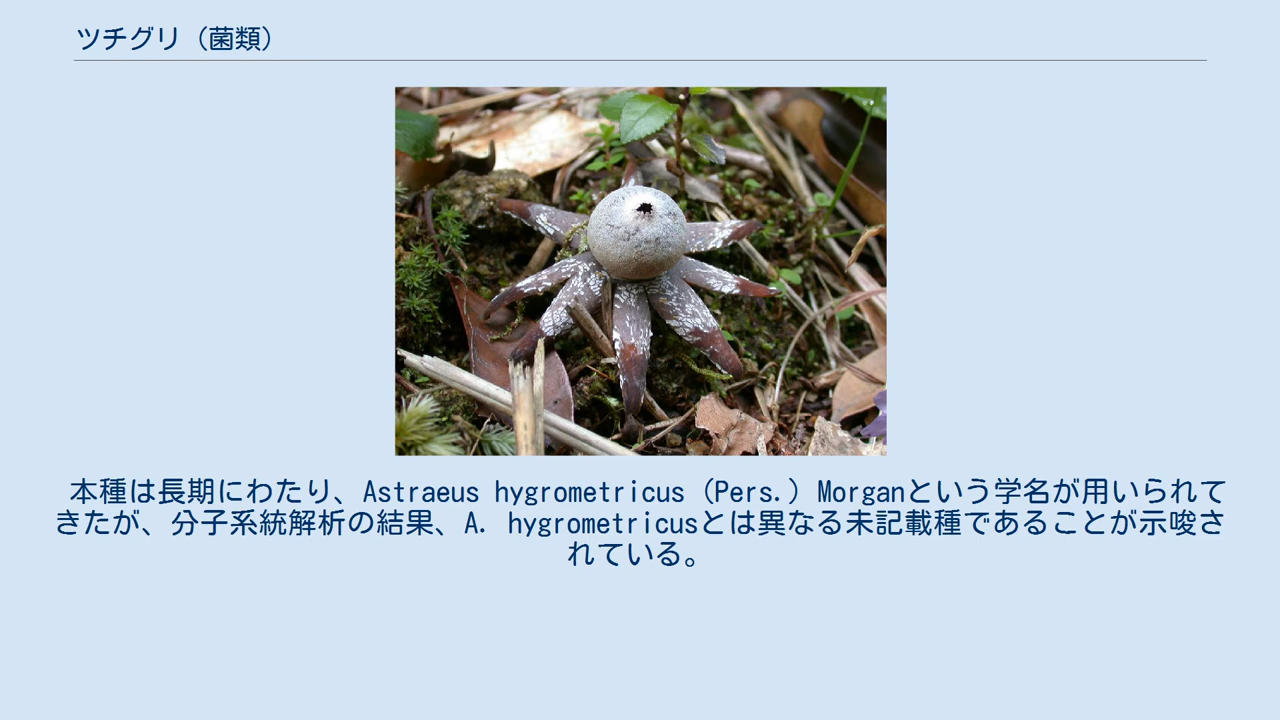 ツチグリ（菌類）
本種は長期にわたり、Astraeus hygrometricus（Pers.）Morganという学名が用いられて
きたが、分子系統解析の結果、A. hygrometricusとは異なる未記載種であることが示唆さ
れている。